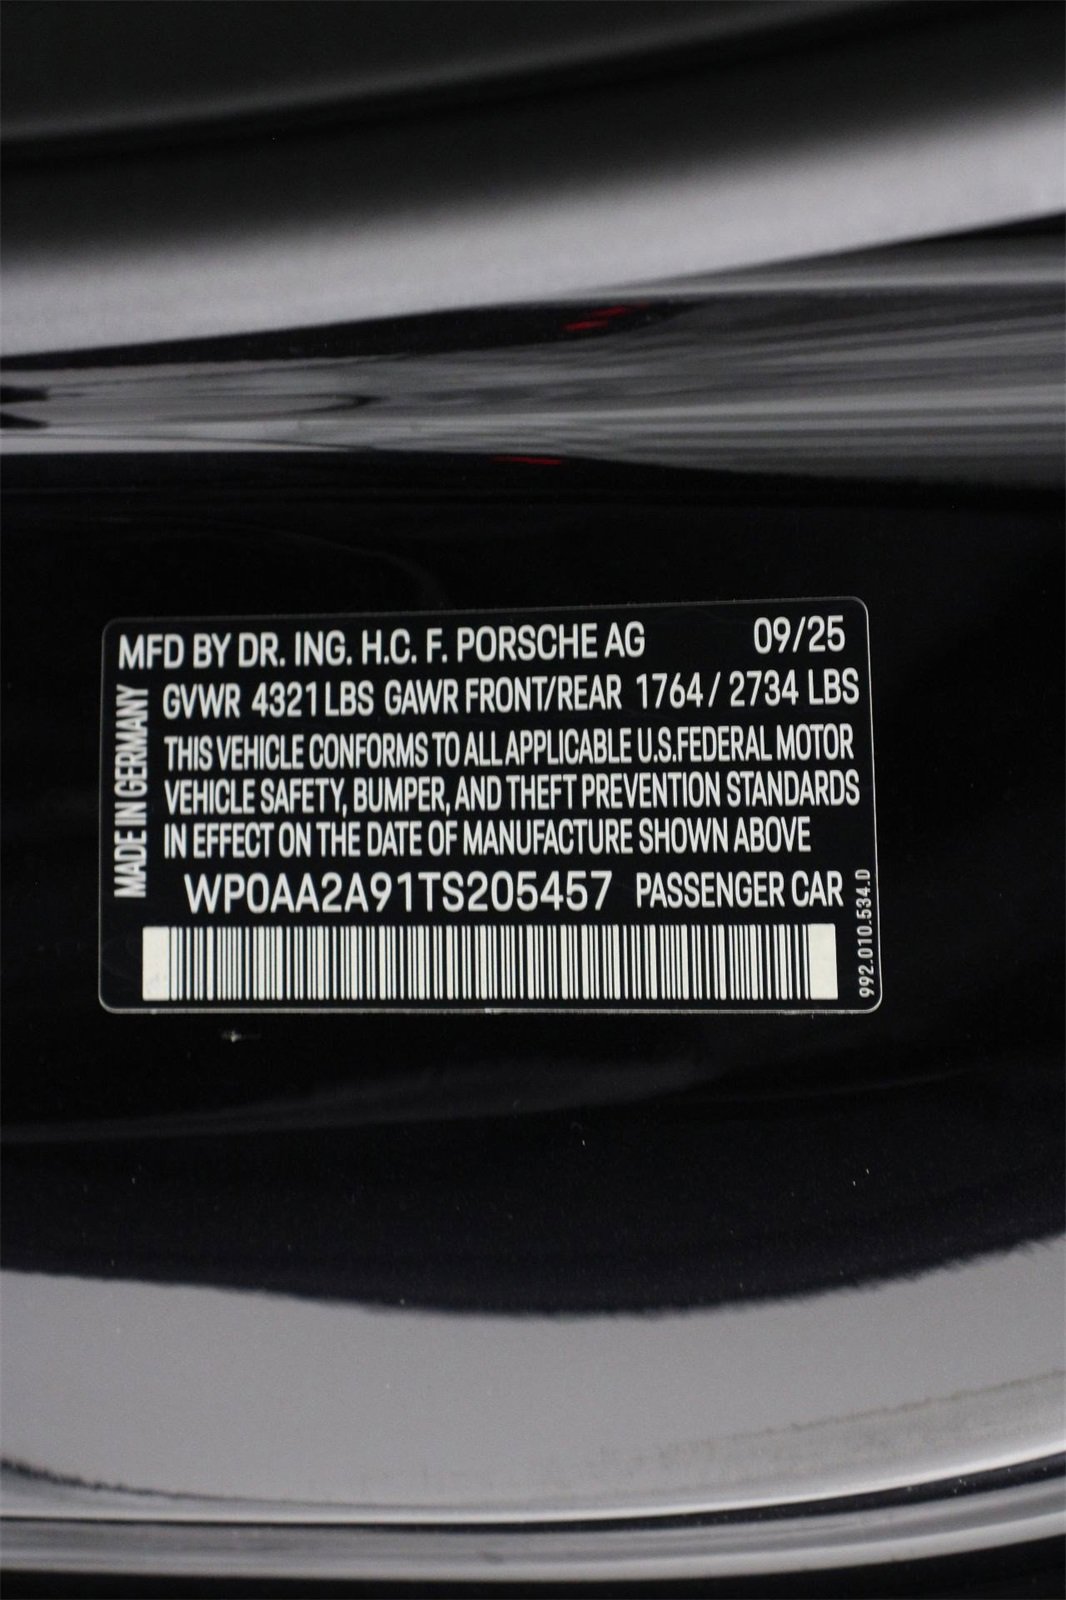 MFD BY DR. ING. H.C. F. PORSCHE AG 09/25
GVWR 4321 LBS GAWR FRONT/REAR 1764 / 2734 LBS
THIS VEHICLE CONFORMS TO ALL APPLICABLE U.S.FEDERAL MOTOR
VEHICLE SAFETY, BUMPER, AND THEFT PREVENTION STANDARDS
IN EFFECT ON THE DATE OF MANUFACTURE SHOWN ABOVE
WP0AA2A91TS205457 PASSENGER CAR
MADE IN GERMANY
992.010.534.0